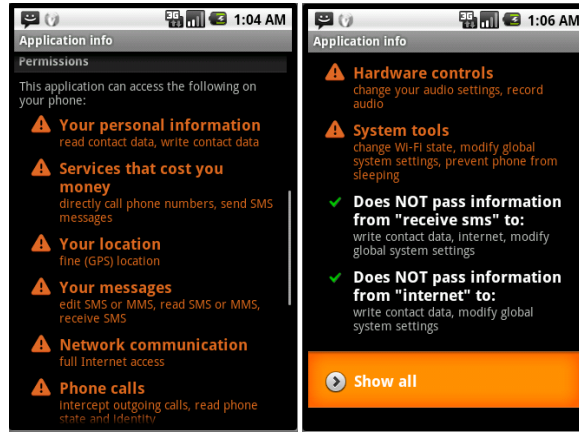 3G
1:04 AM
Application info
Permissions
This application can access the following on
your phone:
Your personal information
read contact data, write contact data
Services that cost you
money
directly call phone numbers, send SMS
messages
Your location
fine (GPS) location
Your messages
edit SMS or MMS, read SMS or MMS,
receive SMS
Network communication
full Internet access
Phone calls
intercept outgoing calls, read phone
state and identity
3G
1:06 AM
Application info
Hardware controls
change your audio settings, record
audio
System tools
change Wi-Fi state, modify global
system settings, prevent phone from
sleeping
Does NOT pass information
from "receive sms" to:
write contact data, internet, modify
global system settings
Does NOT pass information
from "internet" to:
write contact data, modify global
system settings
Show all